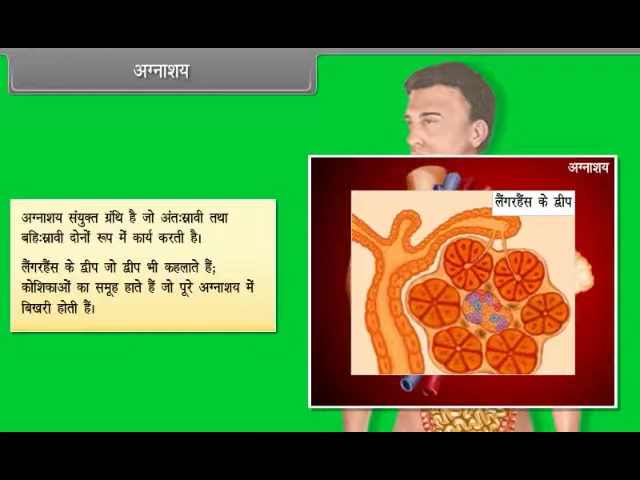 अग्नाशय
अग्नाशय
लैंगरहैंस के द्वीप
अग्नाशय संयुक्त ग्रंथि है जो अंतःस्रावी तथा
बहिःस्रावी दोनों रूप में कार्य करती है।
लैंगरहैंस के द्वीप जो द्वीप भी कहलाते हैं;
कोशिकाओं का समूह हाते हैं जो पूरे अग्नाशय में
बिखरी होती हैं।